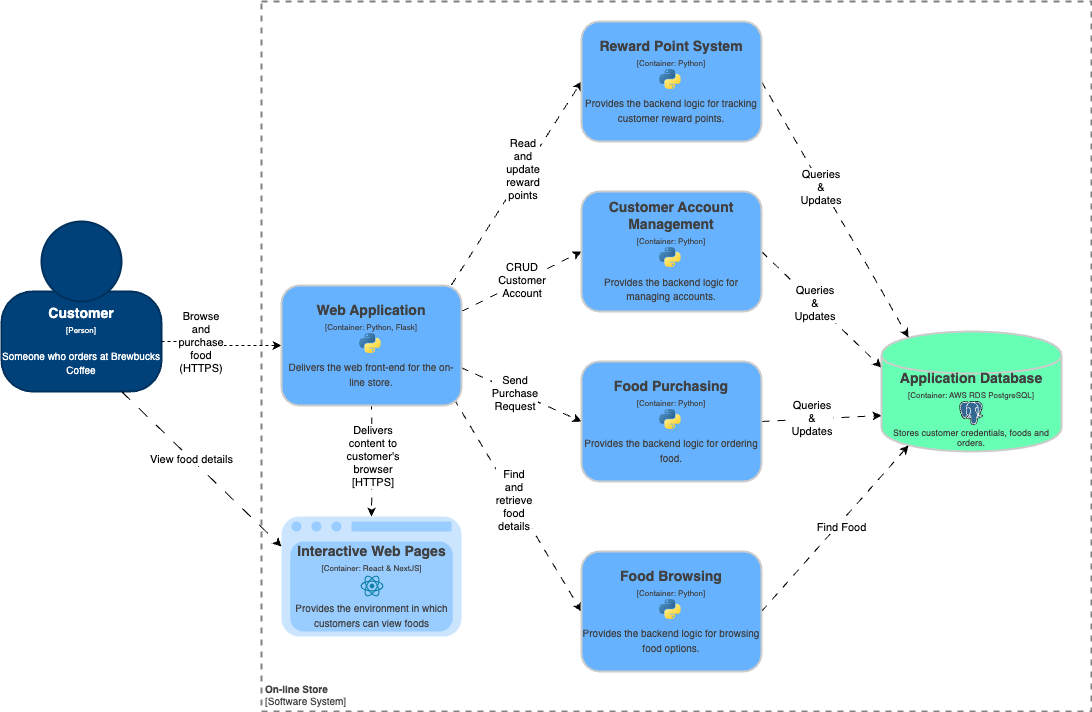 Reward Point System
[Container: Python]
Provides the backend logic for tracking
customer reward points.
Read
and
update
reward
points
Queries
&
Updates
Customer Account
Management
[Container: Python]
Provides the backend logic for
managing accounts.
CRUD
Customer
Account
Queries
&
Updates
Customer
[Person]
Someone who orders at Brewbucks
Coffee
Browse
and
purchase
food
(HTTPS)
Web Application
[Container: Python, Flask]
Delivers the web front-end for the on-
line store.
Send
Purchase
Request
Food Purchasing
[Container: Python]
Provides the backend logic for ordering
food.
Queries
&
Updates
Application Database
[Container: AWS RDS PostgreSQL]
Stores customer credentials, foods and
orders.
View food details
Delivers
content to
customer's
browser
[HTTPS]
Find
and
retrieve
food
details
Find Food
Interactive Web Pages
[Container: React & NextJS]
Provides the environment in which
customers can view foods
Food Browsing
[Container: Python]
Provides the backend logic for browsing
food options.
On-line Store
[Software System]